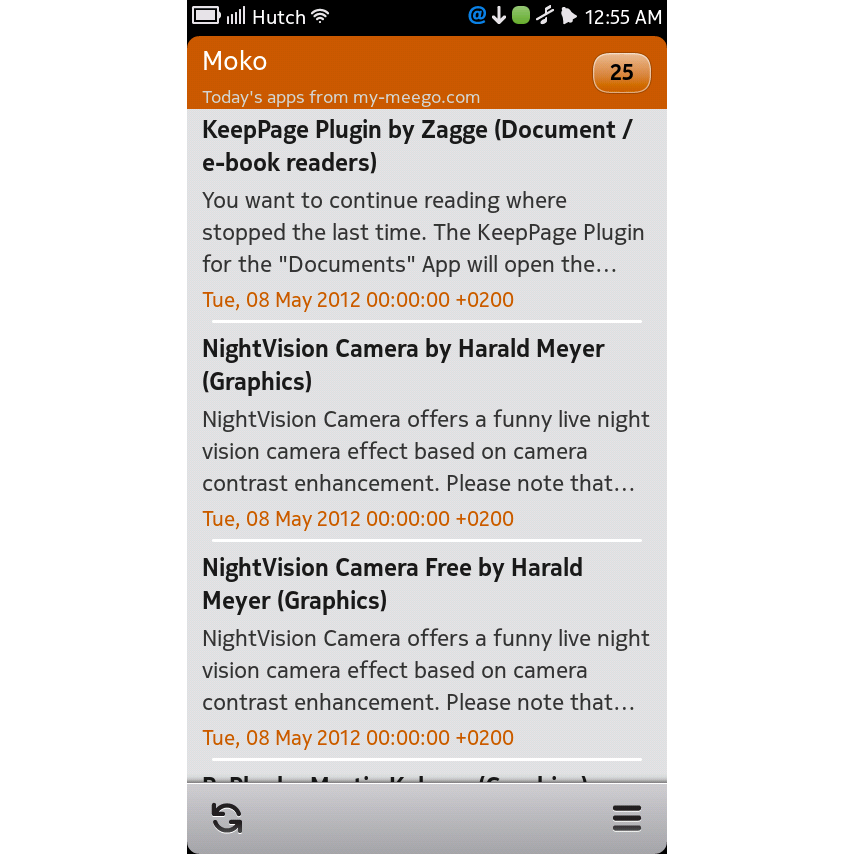 Hutch
12:55 AM
Moko
25
Today's apps from my-meego.com
KeepPage Plugin by Zagge (Document /
e-book readers)
You want to continue reading where
stopped the last time. The KeepPage Plugin
for the "Documents" App will open the...
Tue, 08 May 2012 00:00:00 +0200
NightVision Camera by Harald Meyer
(Graphics)
NightVision Camera offers a funny live night
vision camera effect based on camera
contrast enhancement. Please note that...
Tue, 08 May 2012 00:00:00 +0200
NightVision Camera Free by Harald
Meyer (Graphics)
NightVision Camera offers a funny live night
vision camera effect based on camera
contrast enhancement. Please note that...
Tue, 08 May 2012 00:00:00 +0200